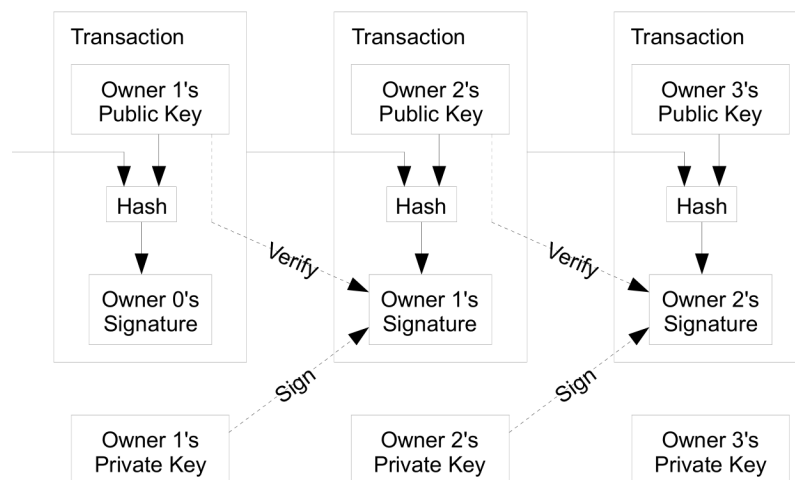 Transaction
Owner 1's
Public Key
Hash
Owner 0's
Signature
Transaction
Owner 2's
Public Key
Hash
Verify
Owner 1's
Signature
Sign
Transaction
Owner 3's
Public Key
Hash
Verify
Owner 2's
Signature
Sign
Owner 1's
Private Key
Owner 2's
Private Key
Owner 3's
Private Key